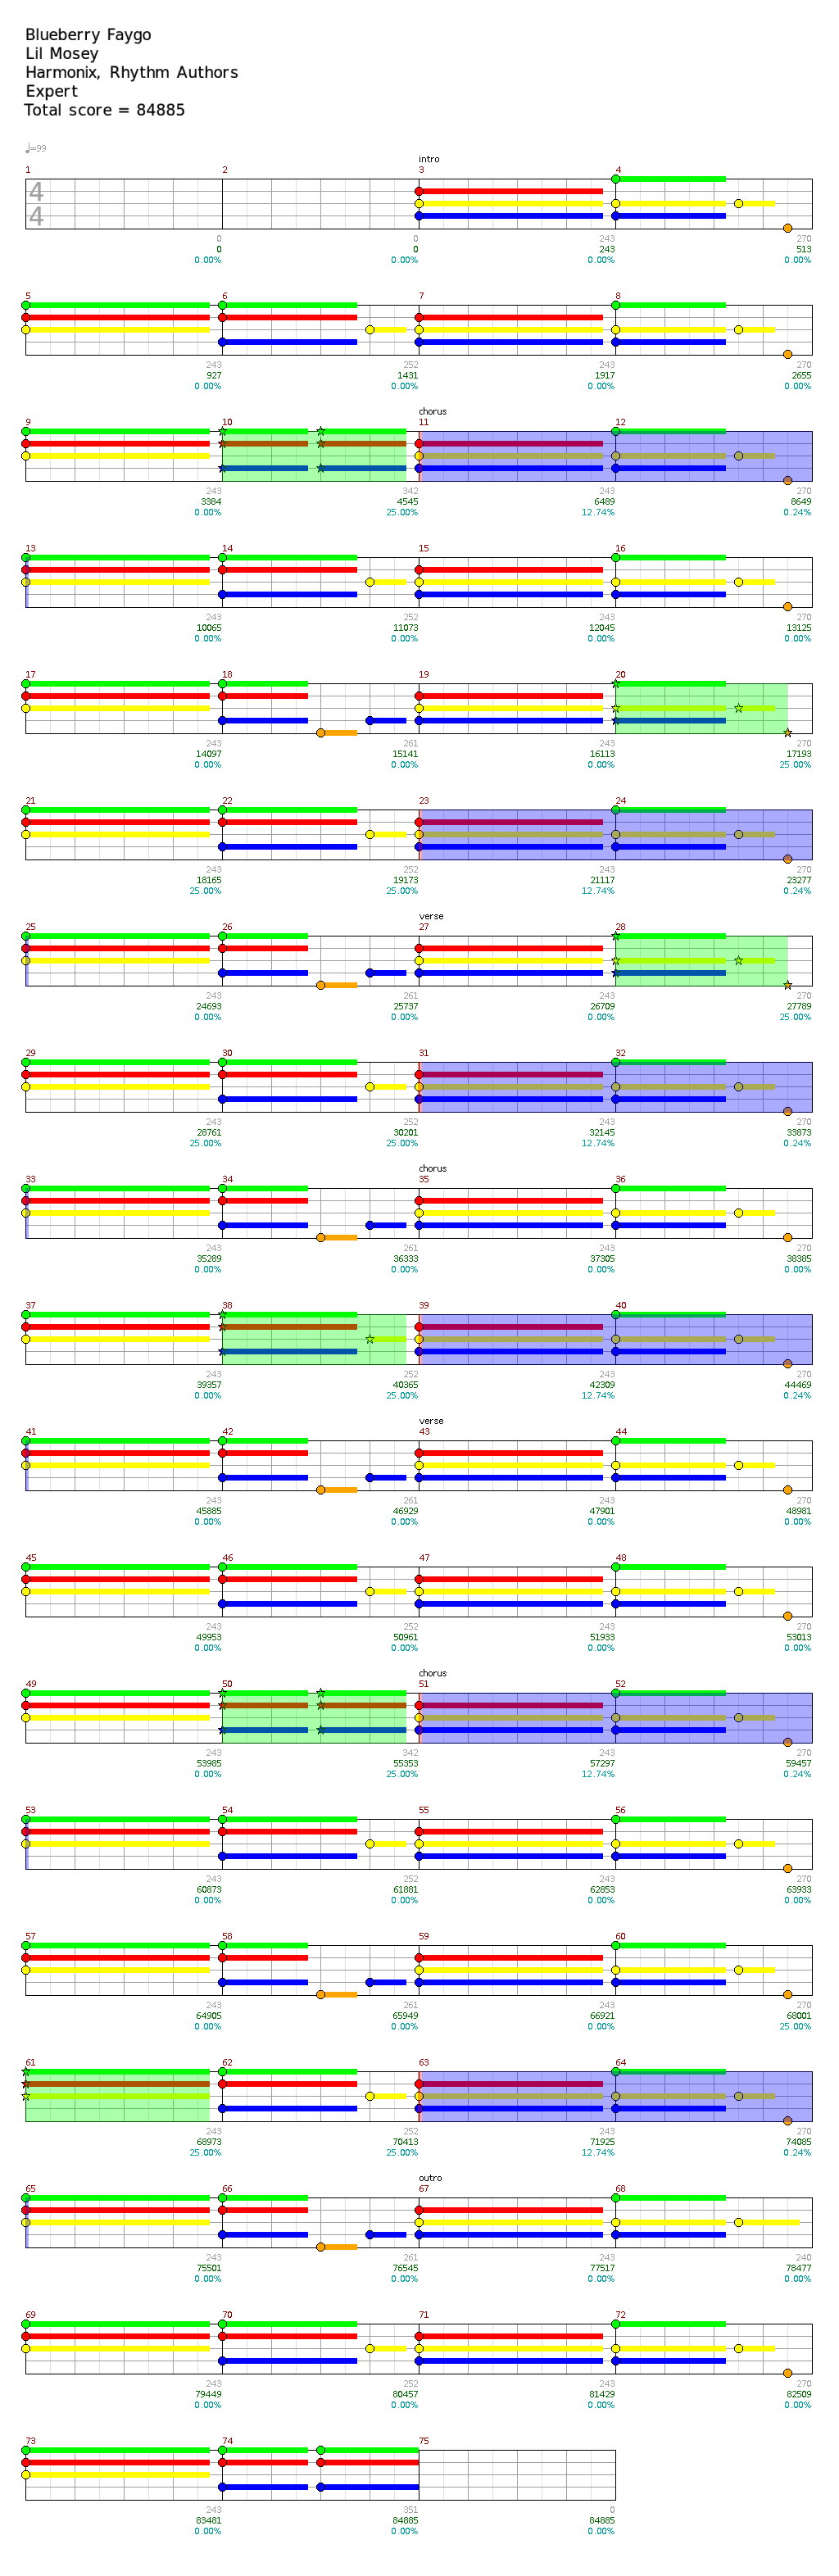 Blueberry Faygo
Lil Mosey
Harmonix, Rhythm Authors
Expert
Total score = 84885
♩=99
intro
1 2 3 4
4
4
0 0 243 270
0 0 243 513
0.00% 0.00% 0.00% 0.00%
5 6 7 8
243 252 243 270
927 1431 1917 2655
0.00% 0.00% 0.00% 0.00%
chorus
9 10 11 12
243 342 243 270
3384 4545 6489 8649
0.00% 25.00% 12.74% 0.24%
13 14 15 16
243 252 243 270
10065 11073 12045 13125
0.00% 0.00% 0.00% 0.00%
17 18 19 20
243 261 243 270
14097 15141 16113 17193
0.00% 0.00% 0.00% 25.00%
21 22 23 24
243 252 243 270
18165 19173 21117 23277
25.00% 25.00% 12.74% 0.24%
verse
25 26 27 28
243 261 243 270
24693 25737 26709 27789
0.00% 0.00% 0.00% 25.00%
29 30 31 32
243 252 243 270
28761 30201 32145 33873
25.00% 25.00% 12.74% 0.24%
chorus
33 34 35 36
243 261 243 270
35289 36333 37305 38385
0.00% 0.00% 0.00% 0.00%
37 38 39 40
243 252 243 270
39357 40365 42309 44469
0.00% 25.00% 12.74% 0.24%
verse
41 42 43 44
243 261 243 270
45885 46929 47901 48981
0.00% 0.00% 0.00% 0.00%
45 46 47 48
243 252 243 270
49953 50961 51933 53013
0.00% 0.00% 0.00% 0.00%
chorus
49 50 51 52
243 342 243 270
53985 55353 57297 59457
0.00% 25.00% 12.74% 0.24%
53 54 55 56
243 252 243 270
60873 61881 62853 63933
0.00% 0.00% 0.00% 0.00%
57 58 59 60
243 261 243 270
64905 65949 66921 68001
0.00% 0.00% 0.00% 25.00%
61 62 63 64
243 252 243 270
68973 70413 71925 74085
25.00% 25.00% 12.74% 0.24%
outro
65 66 67 68
243 261 243 240
75501 76545 77517 78477
0.00% 0.00% 0.00% 0.00%
69 70 71 72
243 252 243 270
79449 80457 81429 82509
0.00% 0.00% 0.00% 0.00%
73 74 75
243 351 0
83481 84885 84885
0.00% 0.00% 0.00%